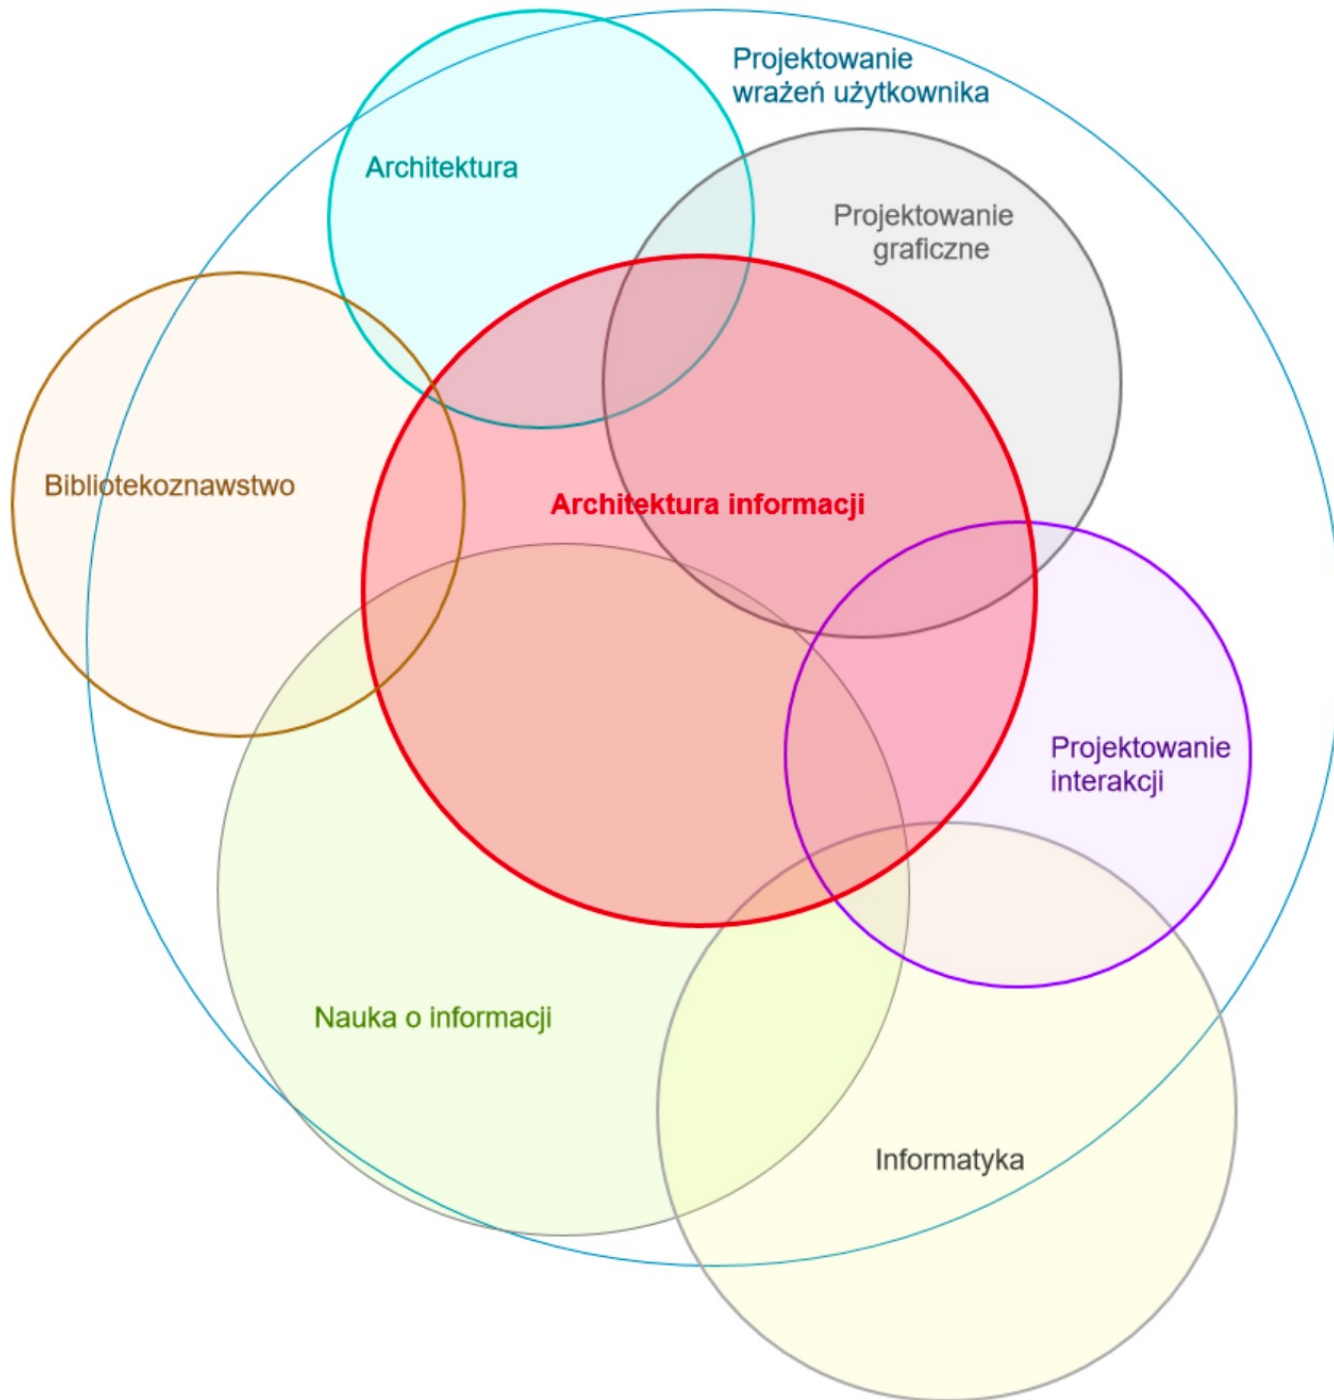 Projektowanie
wrażeń użytkownika
Architektura
Projektowanie
graficzne
Bibliotekoznawstwo
Architektura informacji
Projektowanie
interakcji
Nauka o informacji
Informatyka